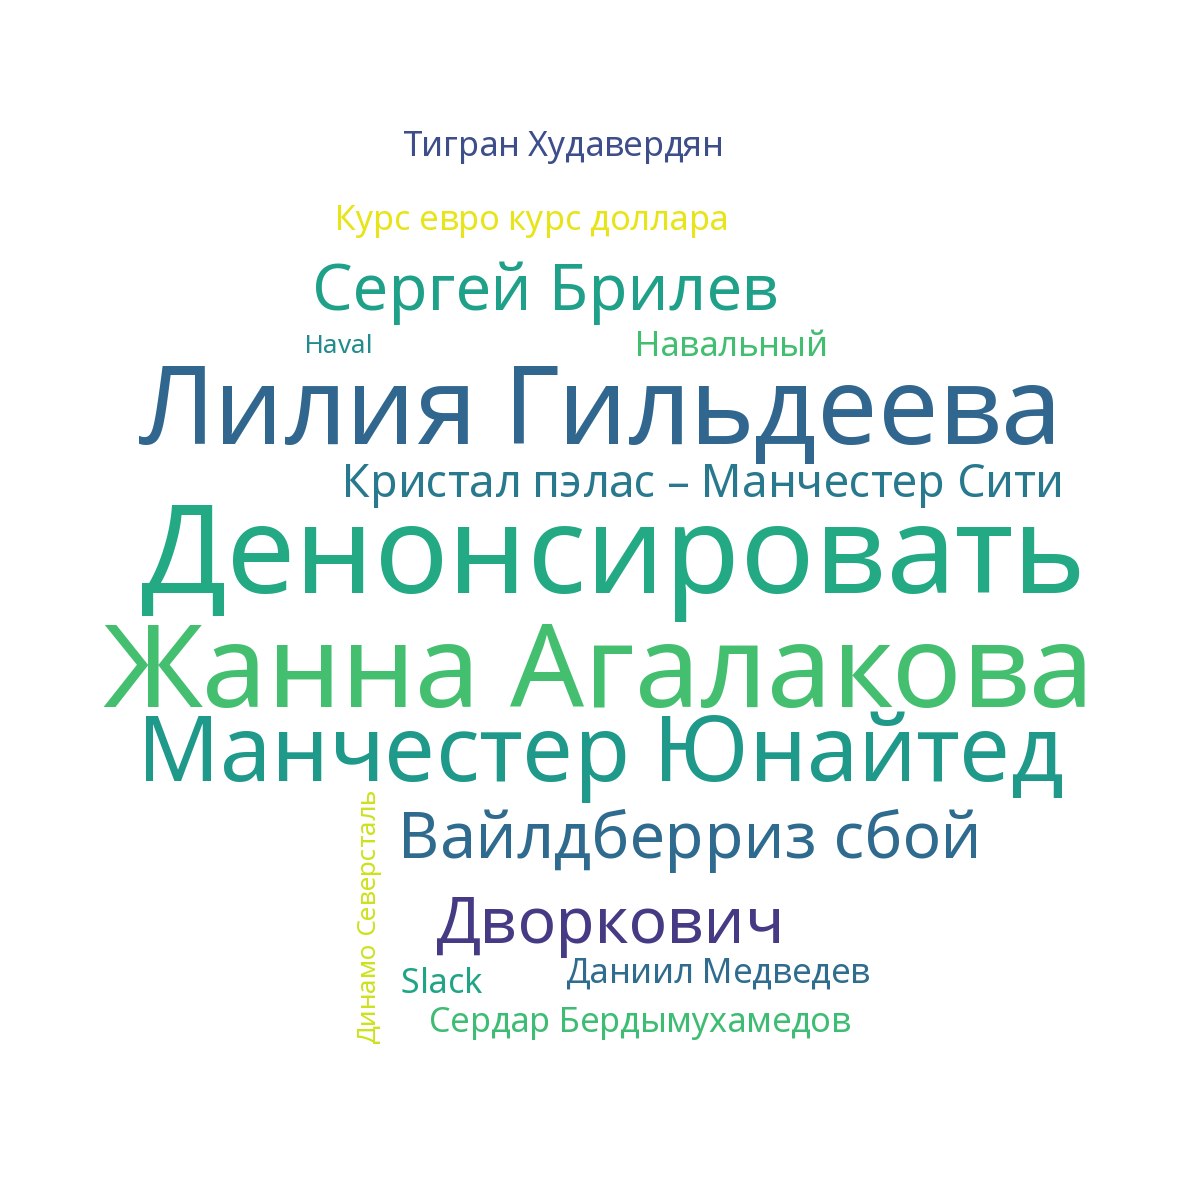 Тигран Худавердян
Курс евро курс доллара
Сергей Брилев
Haval
Навальный
Лилия Гильдеева
Кристал пэлас – Манчестер Сити
Денонсировать
Жанна Агалакова
Манчестер Юнайтед
Динамо Северсталь
Вайлдберриз сбой
Дворкович
Даниил Медведев
Slack
Сердар Бердымухамедов